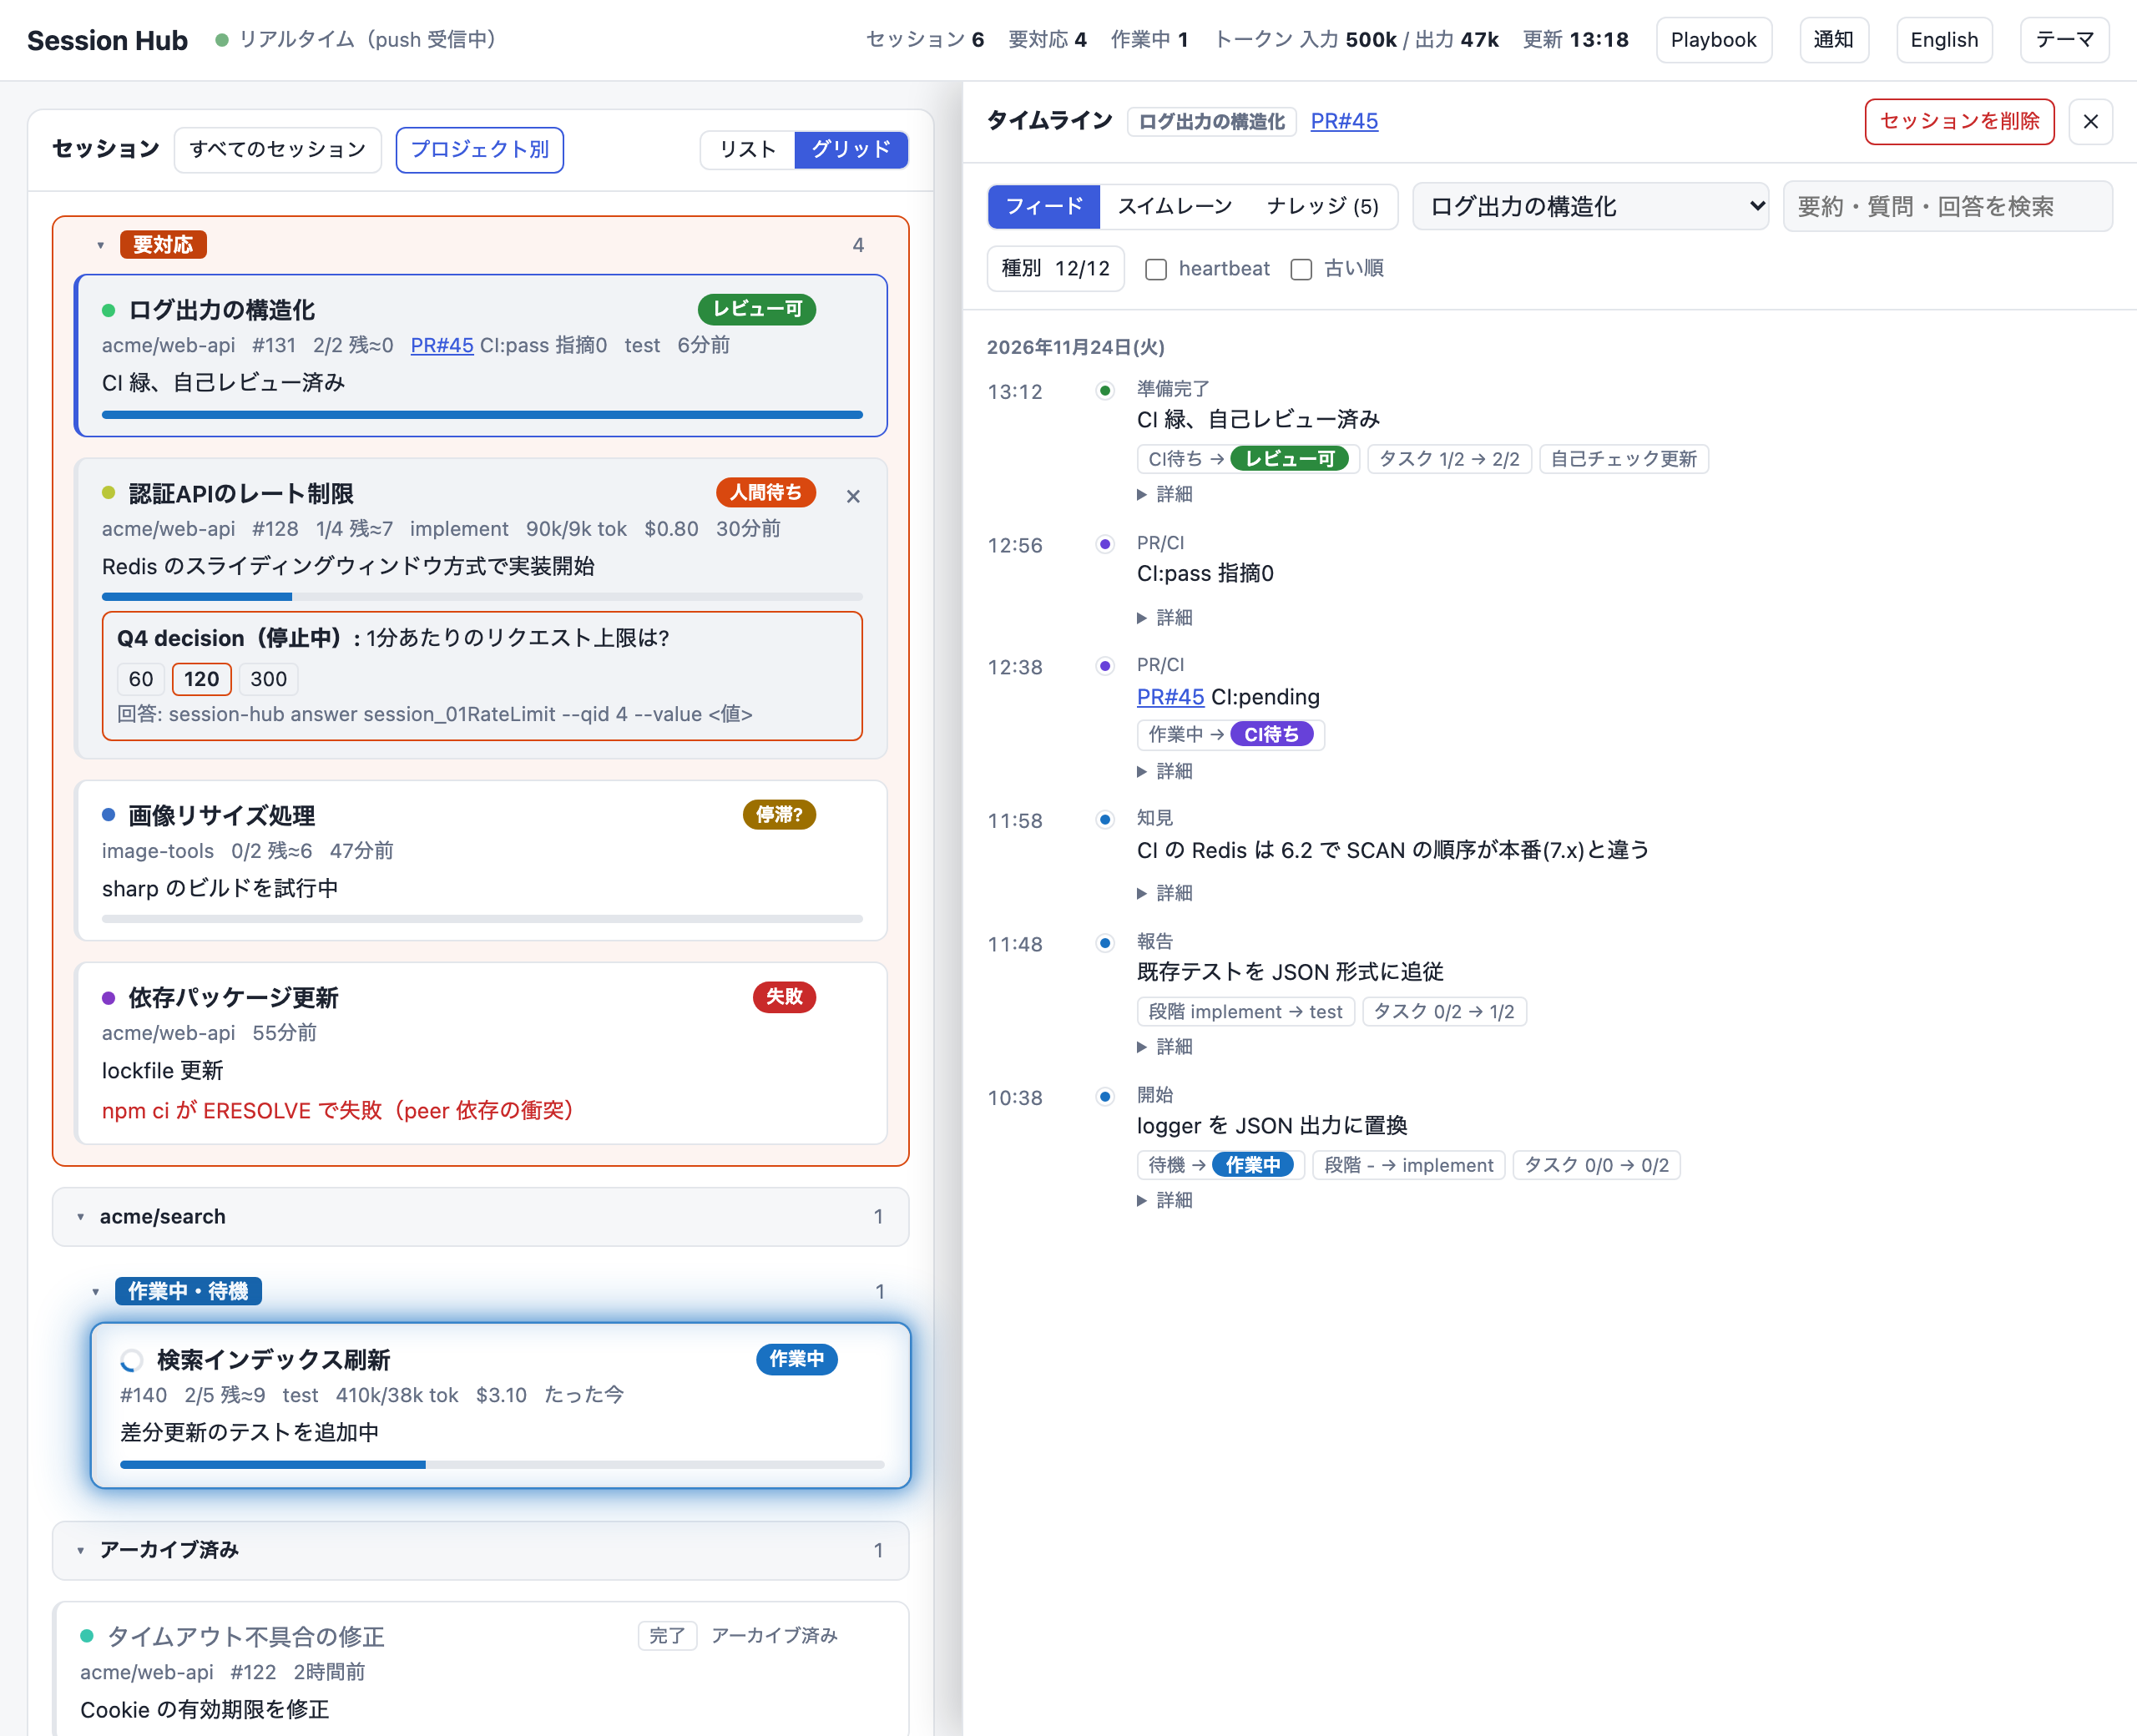 Session Hub リアルタイム（push 受信中） セッション 6 要対応 4 作業中 1 トークン 入力 500k / 出力 47k 更新 13:18 Playbook 通知 English テーマ
セッション すべてのセッション プロジェクト別 リスト グリッド
要対応 4
ログ出力の構造化 レビュー可
acme/web-api #131 2/2 残≈0 PR#45 CI:pass 指摘0 test 6分前
CI 緑、自己レビュー済み
認証APIのレート制限 人間待ち ×
acme/web-api #128 1/4 残≈7 implement 90k/9k tok $0.80 30分前
Redis のスライディングウィンドウ方式で実装開始
Q4 decision（停止中）: 1分あたりのリクエスト上限は?
60 120 300
回答: session-hub answer session_01RateLimit --qid 4 --value <値>
画像リサイズ処理 停滞?
image-tools 0/2 残≈6 47分前
sharp のビルドを試行中
依存パッケージ更新 失敗
acme/web-api 55分前
lockfile 更新
npm ci が ERESOLVE で失敗（peer 依存の衝突）
acme/search 1
作業中・待機 1
検索インデックス刷新 作業中
#140 2/5 残≈9 test 410k/38k tok $3.10 たった今
差分更新のテストを追加中
アーカイブ済み 1
タイムアウト不具合の修正 完了 アーカイブ済み
acme/web-api #122 2時間前
Cookie の有効期限を修正
タイムライン ログ出力の構造化 PR#45 セッションを削除 ×
フィード スイムレーン ナレッジ (5) ログ出力の構造化 要約・質問・回答を検索
種別 12/12 heartbeat 古い順
2026年11月24日(火)
13:12 準備完了
CI 緑、自己レビュー済み
CI待ち → レビュー可 タスク 1/2 → 2/2 自己チェック更新
▶ 詳細
12:56 PR/CI
CI:pass 指摘0
▶ 詳細
12:38 PR/CI
PR#45 CI:pending
作業中 → CI待ち
▶ 詳細
11:58 知見
CI の Redis は 6.2 で SCAN の順序が本番(7.x)と違う
▶ 詳細
11:48 報告
既存テストを JSON 形式に追従
段階 implement → test タスク 0/2 → 1/2
▶ 詳細
10:38 開始
logger を JSON 出力に置換
待機 → 作業中 段階 - → implement タスク 0/0 → 0/2
▶ 詳細